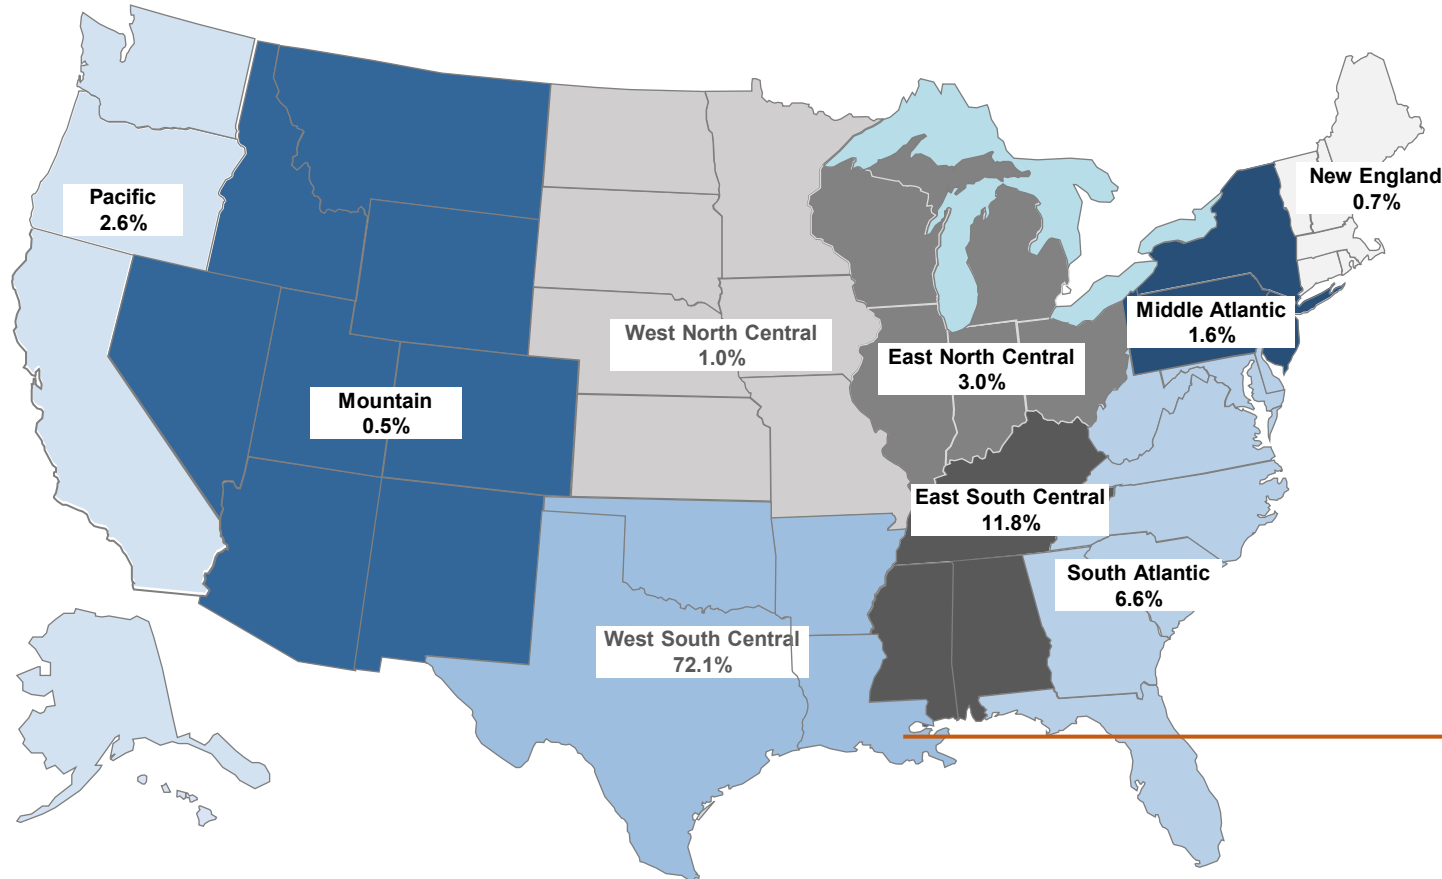 Pacific
2.6%
New England
0.7%
Middle Atlantic
1.6%
West North Central
1.0%
East North Central
3.0%
Mountain
0.5%
East South Central
11.8%
South Atlantic
6.6%
West South Central
72.1%